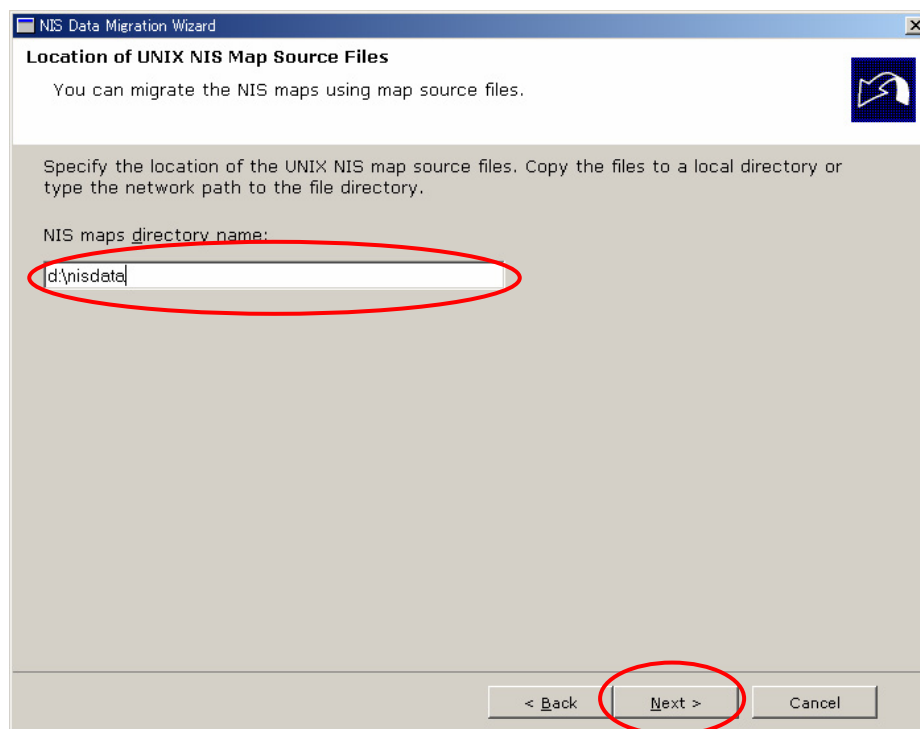 NIS Data Migration Wizard
Location of UNIX NIS Map Source Files
You can migrate the NIS maps using map source files.
Specify the location of the UNIX NIS map source files. Copy the files to a local directory or
type the network path to the file directory.
NIS maps directory name:
d:\nisdata
< Back Next > Cancel